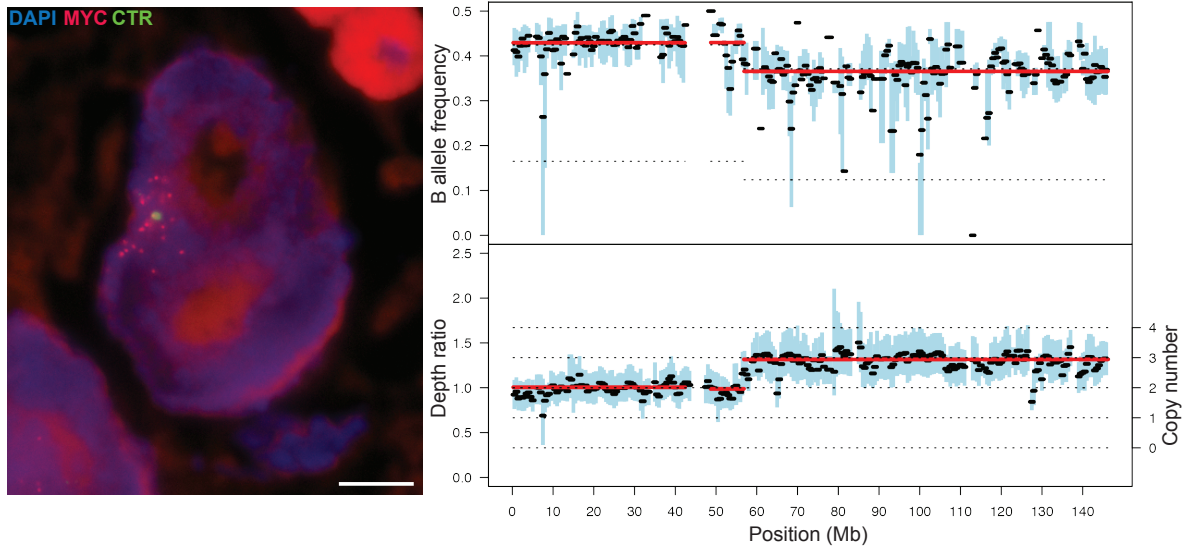 DAPI MYC CTR
B allele frequency
0.5
0.4
0.3
0.2
0.1
0.0
Depth ratio
2.5
2.0
1.5
1.0
0.5
0.0
4
3
2
1
0
Copy number
0 10 20 30 40 50 60 70 80 90 100 110 120 130 140
Position (Mb)